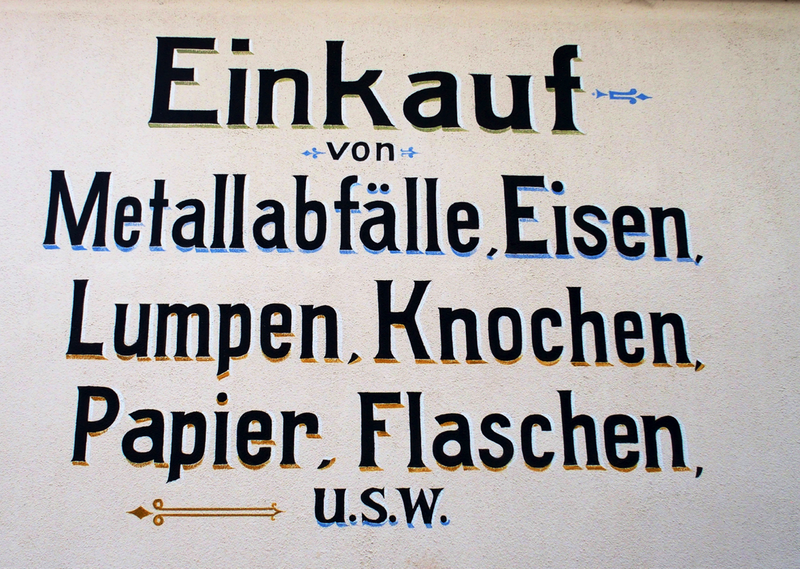 Einkauf
von
Metallabfälle, Eisen,
Lumpen, Knochen,
Papier, Flaschen,
u.s.w.